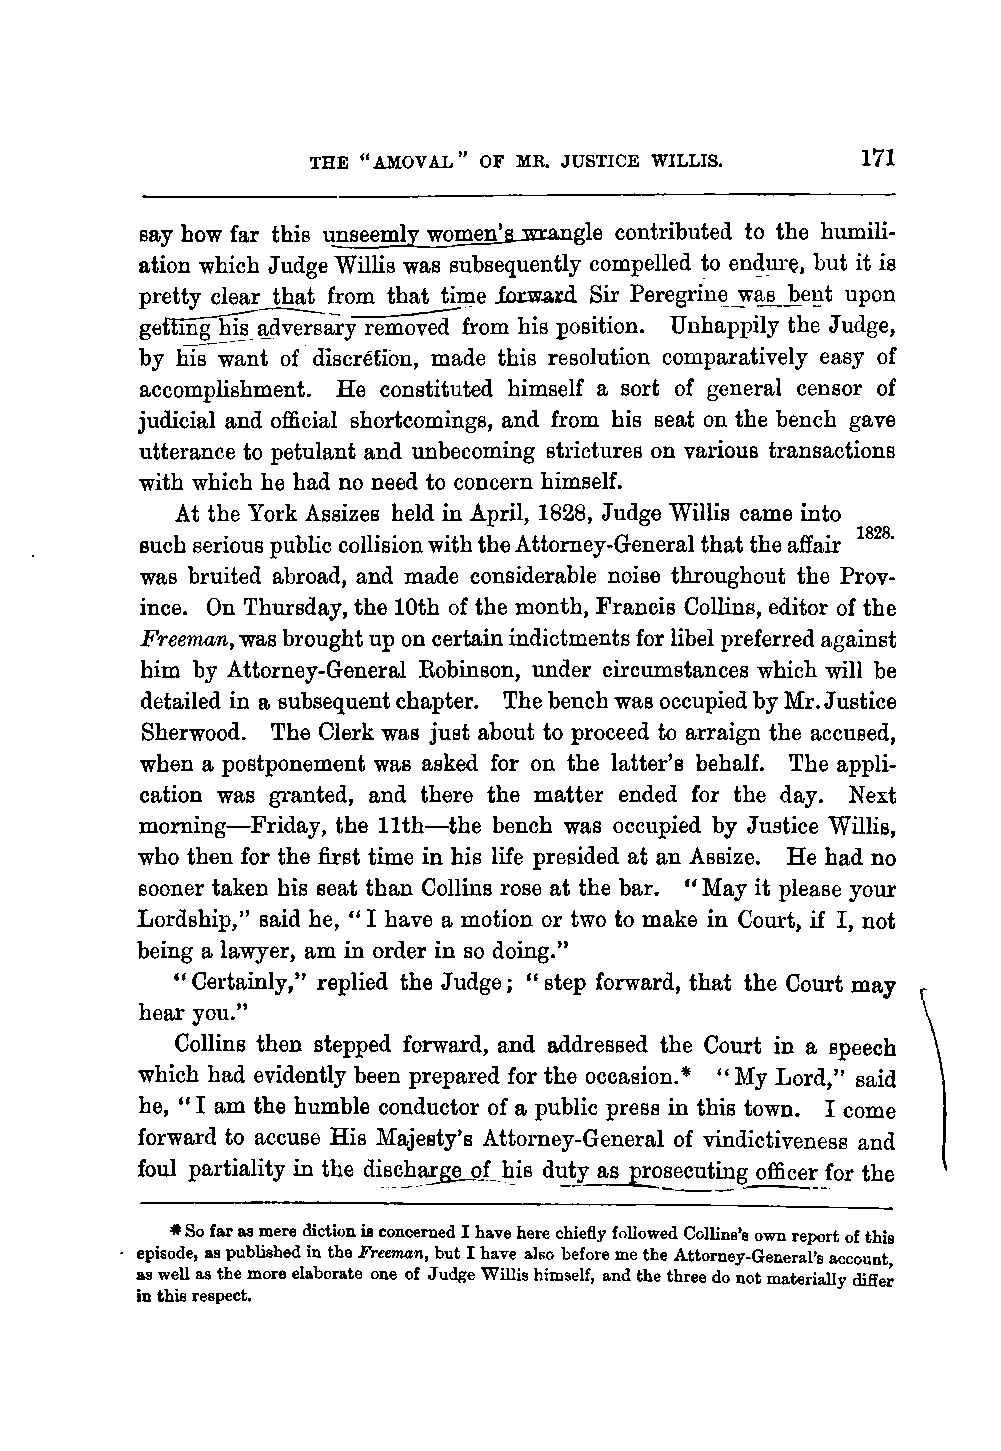 THE "AMOVAL" OF MR. JUSTICE WILLIS. 171
say how far this unseemly women's wrangle contributed to the humili-
ation which Judge Willis was subsequently compelled to endure, but it is
pretty clear that from that time forward Sir Peregrine was bent upon
getting his adversary removed from his position. Unhappily the Judge,
by his want of discretion, made this resolution comparatively easy of
accomplishment. He constituted himself a sort of general censor of
judicial and official shortcomings, and from his seat on the bench gave
utterance to petulant and unbecoming strictures on various transactions
with which he had no need to concern himself.
At the York Assizes held in April, 1828, Judge Willis came into
such serious public collision with the Attorney-General that the affair 1828.
was bruited abroad, and made considerable noise throughout the Prov-
ince. On Thursday, the 10th of the month, Francis Collins, editor of the
Freeman, was brought up on certain indictments for libel preferred against
him by Attorney-General Robinson, under circumstances which will be
detailed in a subsequent chapter. The bench was occupied by Mr. Justice
Sherwood. The Clerk was just about to proceed to arraign the accused,
when a postponement was asked for on the latter's behalf. The appli-
cation was granted, and there the matter ended for the day. Next
morning—Friday, the 11th—the bench was occupied by Justice Willis,
who then for the first time in his life presided at an Assize. He had no
sooner taken his seat than Collins rose at the bar. "May it please your
Lordship," said he, "I have a motion or two to make in Court, if I, not
being a lawyer, am in order in so doing."
"Certainly," replied the Judge; "step forward, that the Court may
hear you."
Collins then stepped forward, and addressed the Court in a speech
which had evidently been prepared for the occasion.* "My Lord," said
he, "I am the humble conductor of a public press in this town. I come
forward to accuse His Majesty's Attorney-General of vindictiveness and
foul partiality in the discharge of his duty as prosecuting officer for the
* So far as mere diction is concerned I have here chiefly followed Collins's own report of this
episode, as published in the Freeman, but I have also before me the Attorney-General's account,
as well as the more elaborate one of Judge Willis himself, and the three do not materially differ
in this respect.